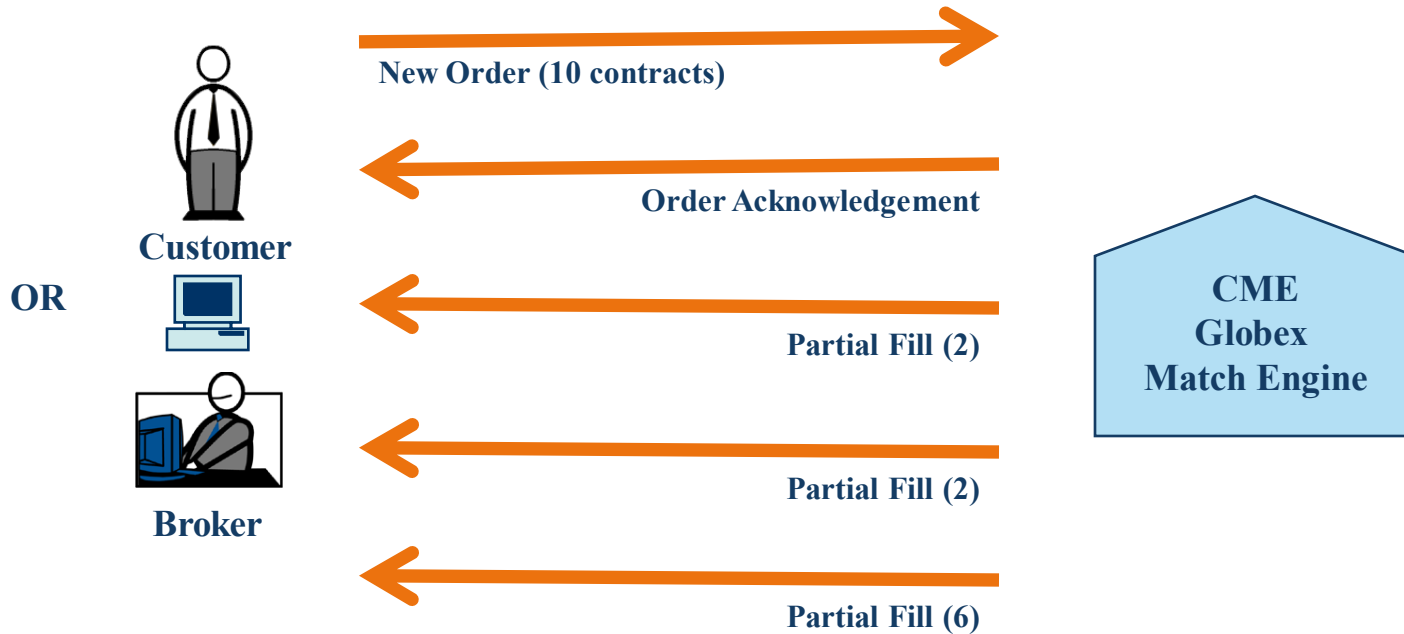 New Order (10 contracts)
Order Acknowledgement
Customer
OR
Partial Fill (2)
CME
Globex
Match Engine
Partial Fill (2)
Broker
Partial Fill (6)